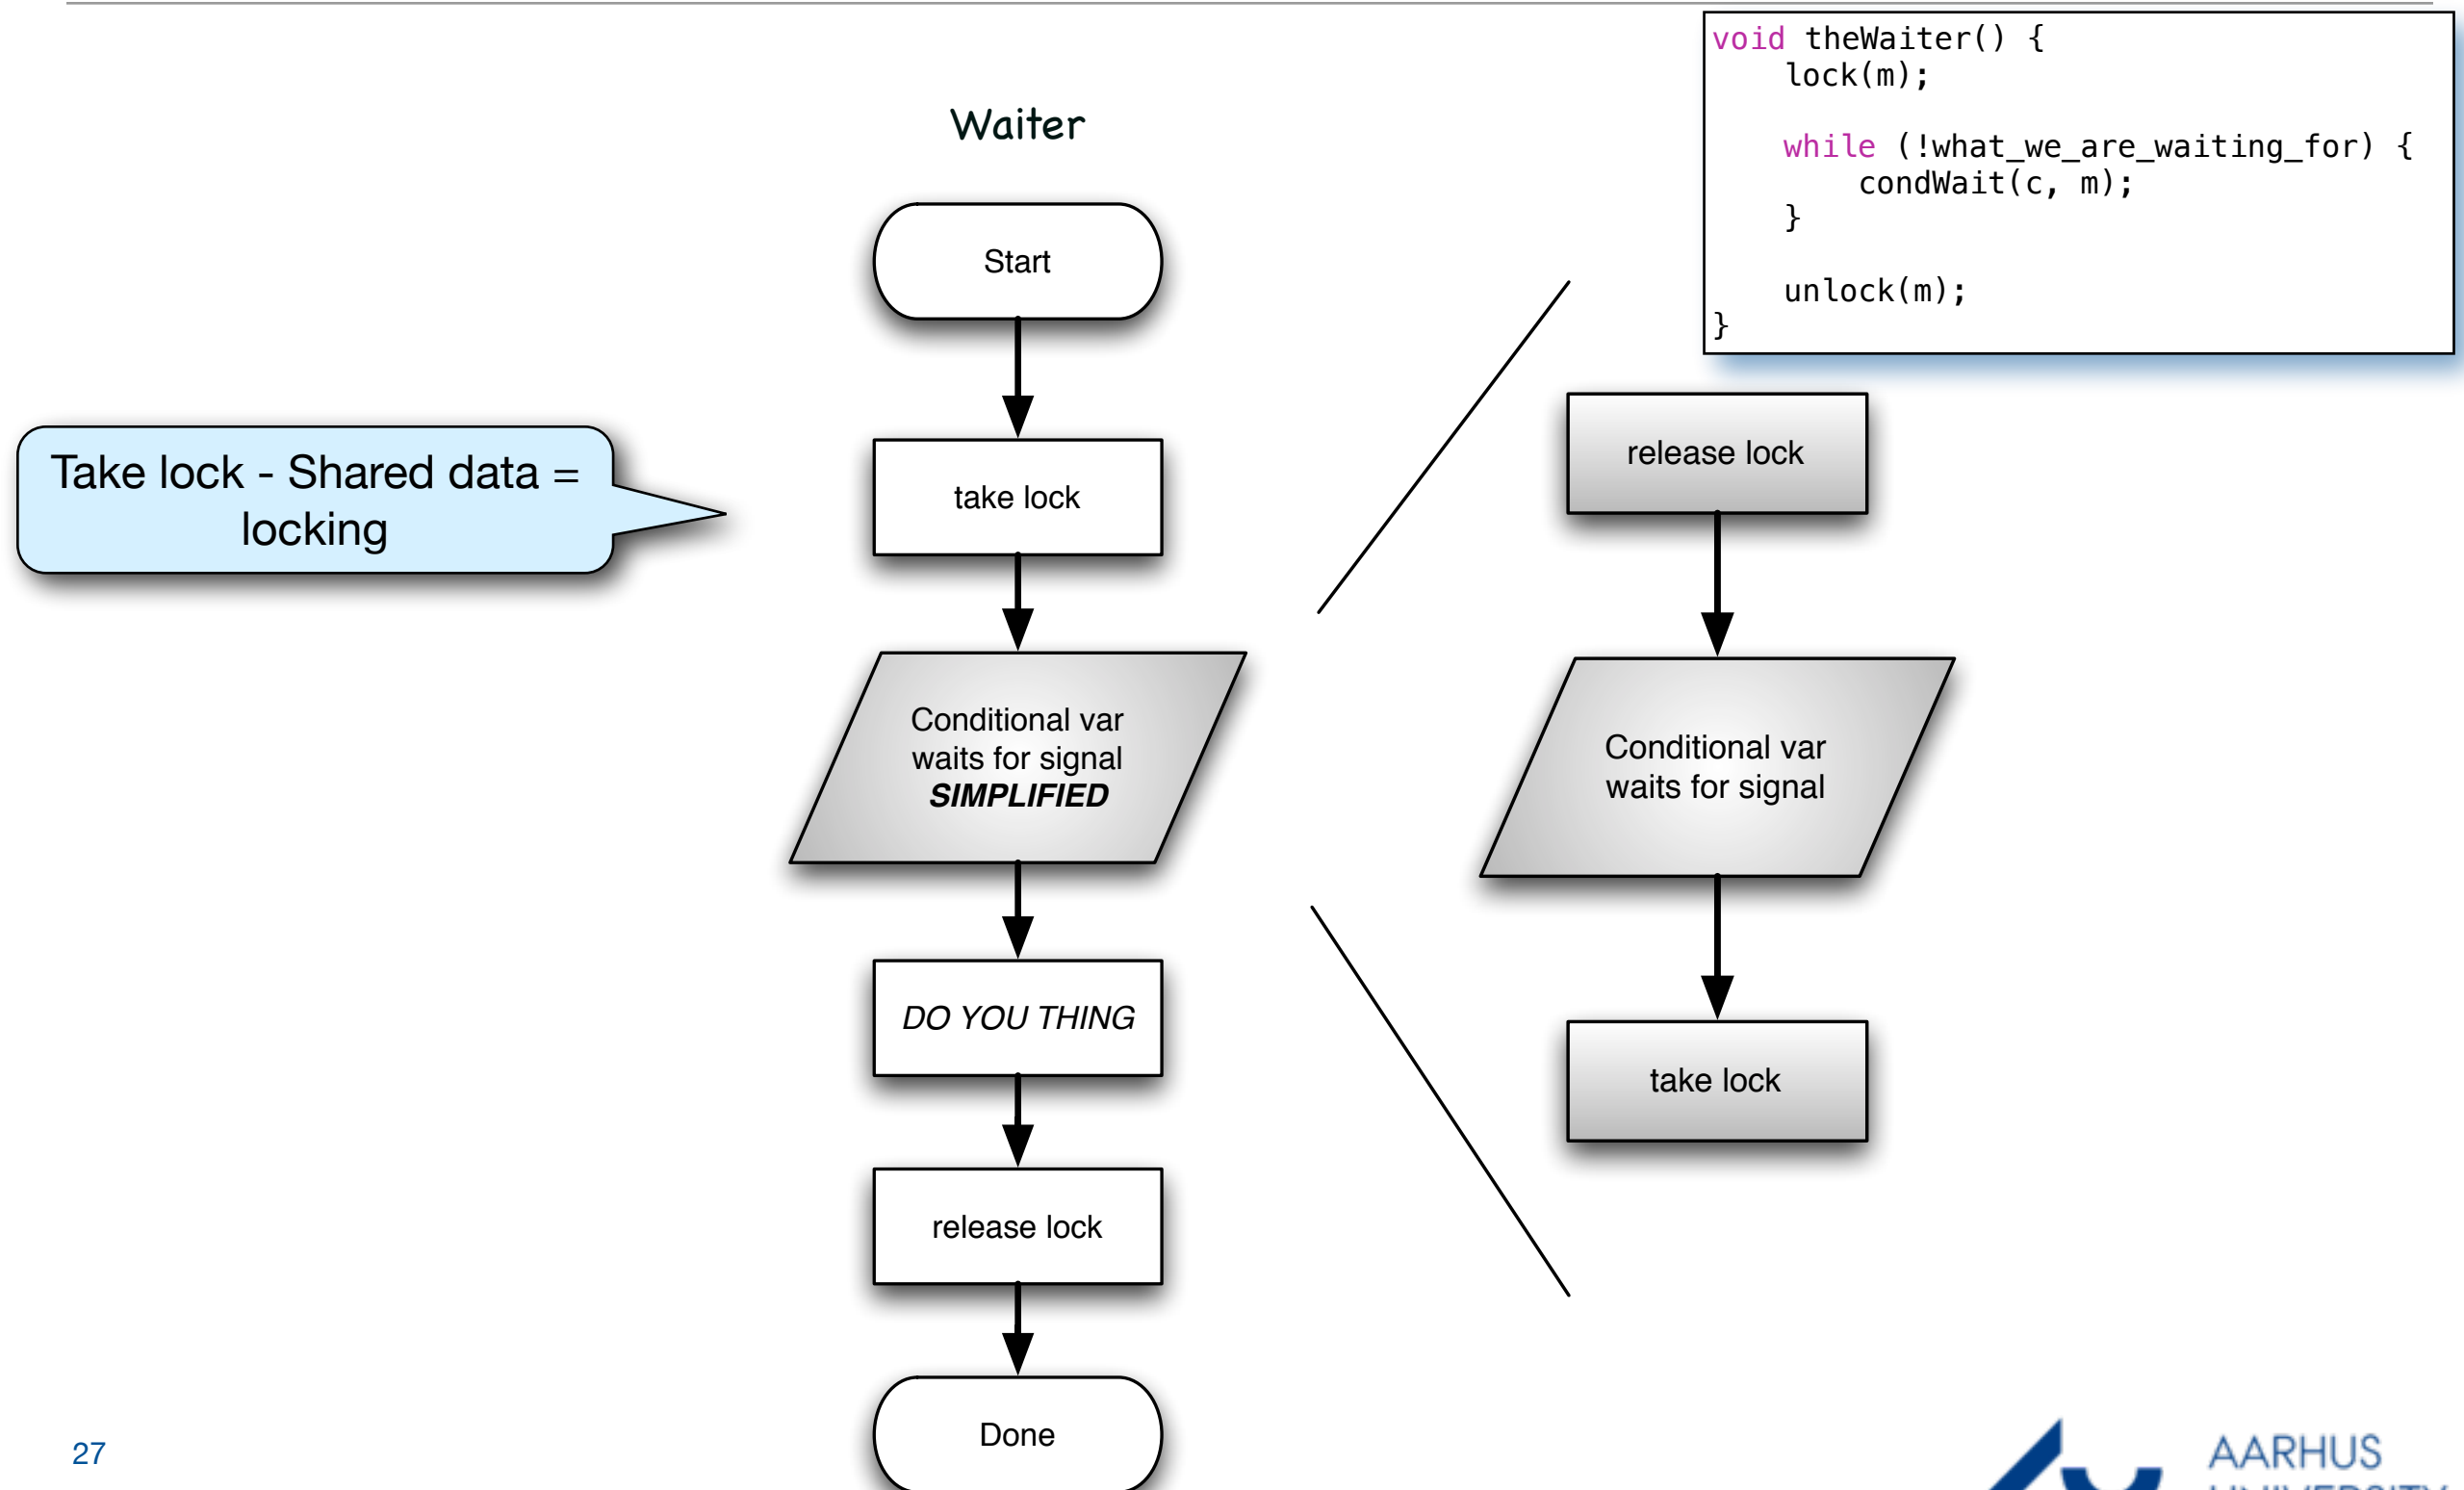 void theWaiter() {
    lock(m);
    while (!what_we_are_waiting_for) {
        condWait(c, m);
    }
    unlock(m);
}
Waiter
Start
Take lock - Shared data =
locking
take lock
Conditional var
waits for signal
SIMPLIFIED
DO YOU THING
release lock
Done
release lock
Conditional var
waits for signal
take lock
27
AARHUS
UNIVERSITY